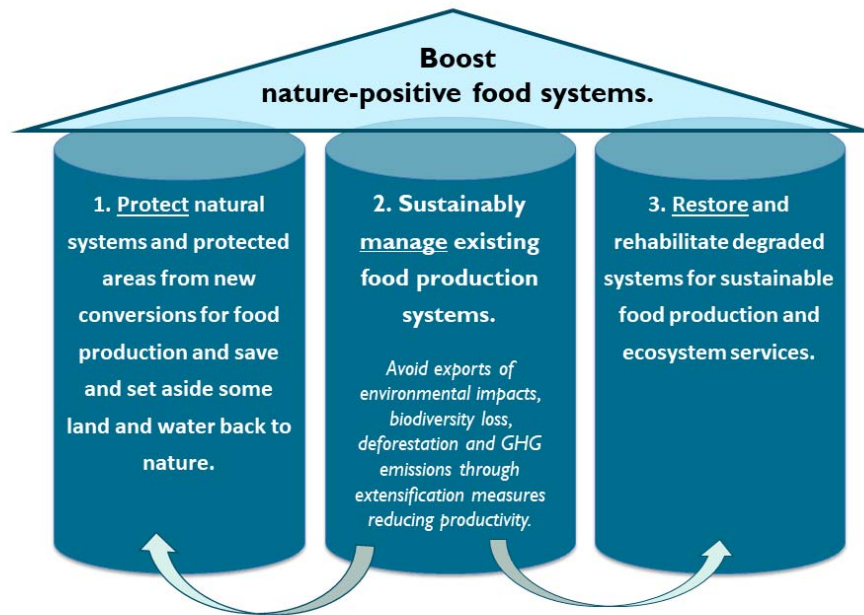 Boost
nature-positive food systems.
1. Protect natural
systems and protected
areas from new
conversions for food
production and save
and set aside some
land and water back to
nature.
2. Sustainably
manage existing
food production
systems.
Avoid exports of
environmental impacts,
biodiversity loss,
deforestation and GHG
emissions through
extensification measures
reducing productivity.
3. Restore and
rehabilitate degraded
systems for sustainable
food production and
ecosystem services.